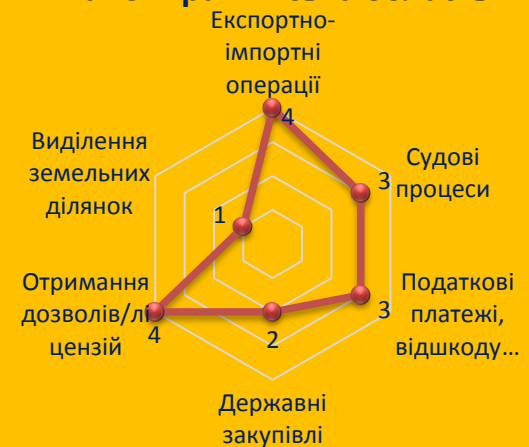 Експортно-
імпортні
операції
4
Судові
процеси
3
Податкові
платежі,
відшкоду...
3
Державні
закупівлі
2
Отримання
дозволів/лі
цензій
4
Виділення
земельних
ділянок
1